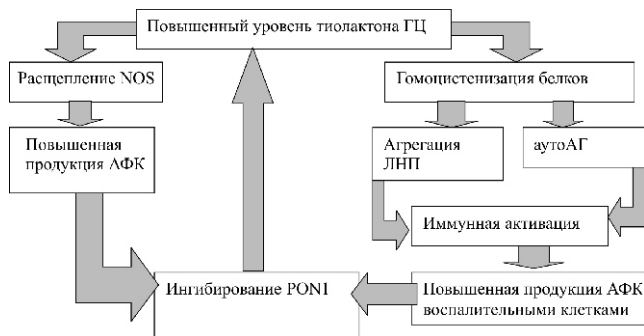 Повышенный уровень тиолактона ГЦ
Расщепление NOS
Гомоцистенизация белков
Повышенная
продукция АФК
Агрегация
ЛНП
аутоАГ
Иммунная активация
Ингибирование PON1
Повышенная продукция АФК
воспалительными клетками